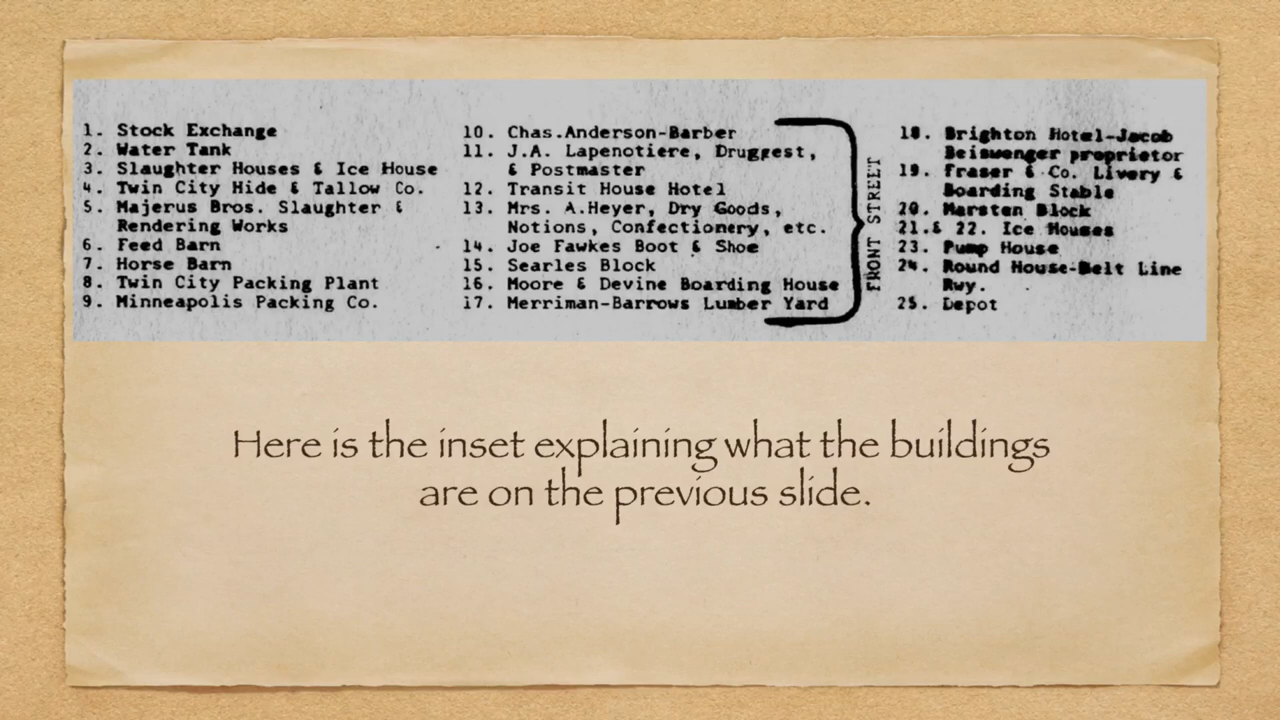 1. Stock Exchange
2. Water Tank
3. Slaughter Houses & Ice House
4. Twin City Hide & Tallow Co.
5. Majerus Bros. Slaughter &
Rendering Works
6. Feed Barn
7. Horse Barn
8. Twin City Packing Plant
9. Minneapolis Packing Co.
10. Chas.Anderson-Barber
11. J.A. Lapenotiere, Druggest,
& Postmaster
12. Transit House Hotel
13. Mrs. A.Heyer, Dry Goods,
Notions, Confectionery, etc.
14. Joe Fawkes Boot & Shoe
15. Searles Block
16. Moore & Devine Boarding House
17. Merriman-Barrows Lumber Yard
FRONT STREET
18. Brighton Hotel-Jacob
Beiswenger proprietor
19. Fraser & Co. Livery &
Boarding Stable
20. Marsten Block
21.& 22. Ice Houses
23. Pump House
24. Round House-Belt Line
Rwy.
25. Depot
Here is the inset explaining what the buildings
are on the previous slide.